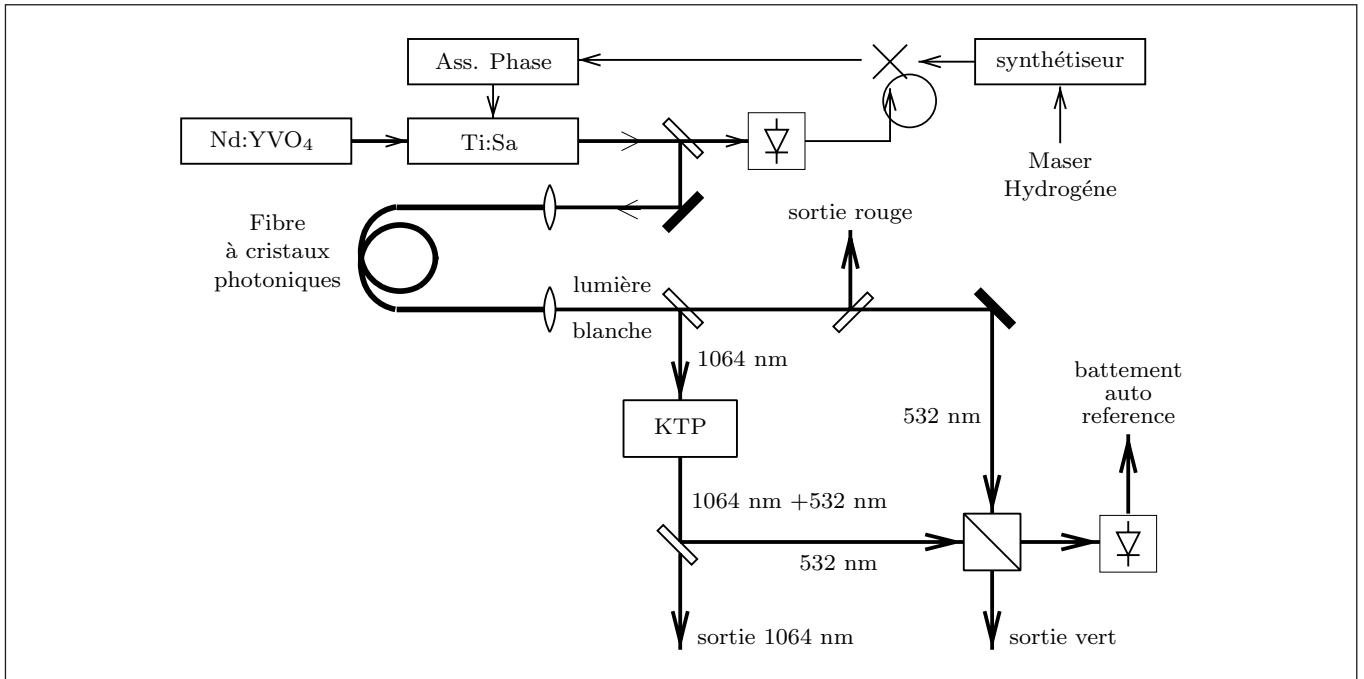 Ass. Phase
synthétiseur
Nd:YVO4
Ti:Sa
Maser
Hydrogéne
Fibre
à cristaux
photoniques
sortie rouge
lumière
blanche
1064 nm
battement
auto
reference
532 nm
KTP
1064 nm +532 nm
532 nm
sortie 1064 nm
sortie vert